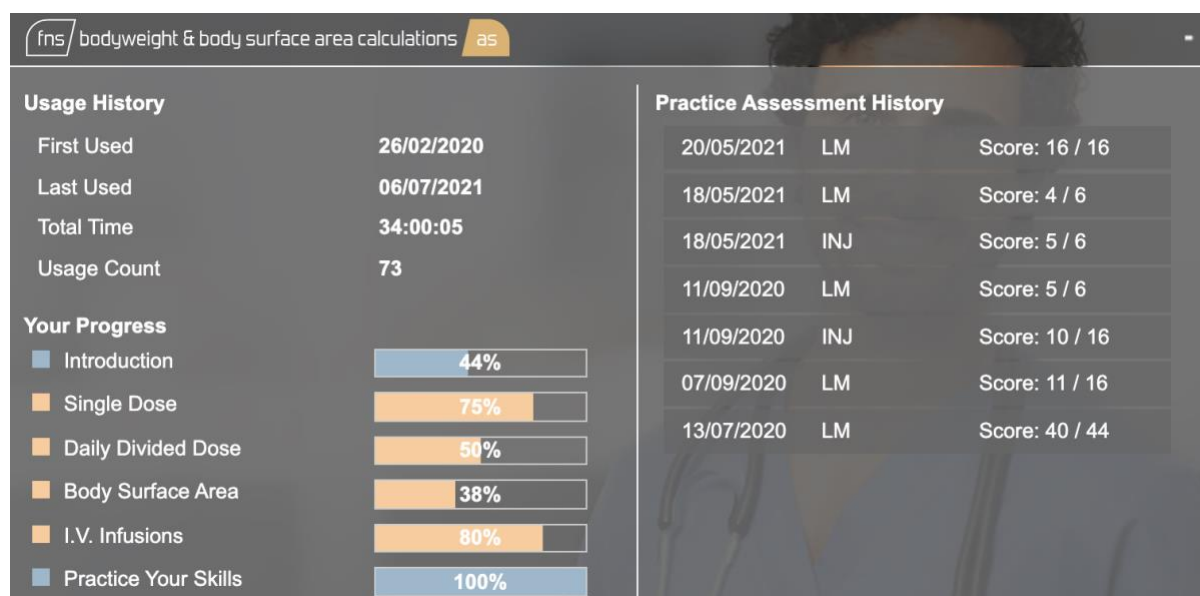 fns bodyweight & body surface area calculations as
Usage History
First Used 26/02/2020
Last Used 06/07/2021
Total Time 34:00:05
Usage Count 73
Your Progress
Introduction 44%
Single Dose 75%
Daily Divided Dose 50%
Body Surface Area 38%
I.V. Infusions 80%
Practice Your Skills 100%
Practice Assessment History
20/05/2021 LM Score: 16 / 16
18/05/2021 LM Score: 4 / 6
18/05/2021 INJ Score: 5 / 6
11/09/2020 LM Score: 5 / 6
11/09/2020 INJ Score: 10 / 16
07/09/2020 LM Score: 11 / 16
13/07/2020 LM Score: 40 / 44